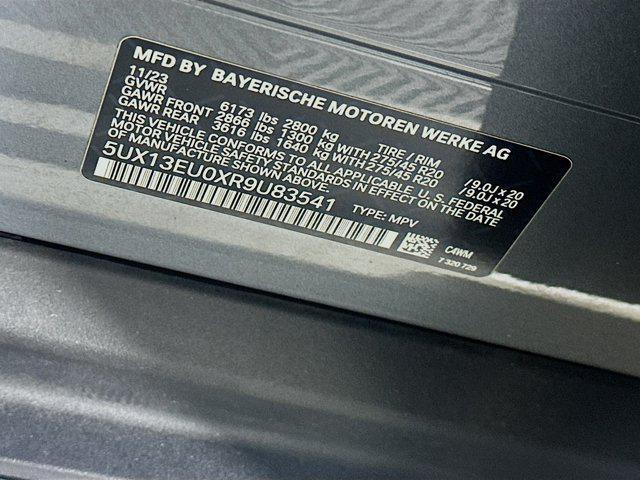 MFD BY BAYERISCHE MOTOREN WERKE AG
11/23
GVWR 6173 lbs 2800 kg TIRE / RIM
GAWR FRONT 2866 lbs 1300 kg WITH 275/45 R20 / 9.0J x 20
GAWR REAR 3616 lbs 1640 kg WITH 275/45 R20 / 9.0J x 20
THIS VEHICLE CONFORMS TO ALL APPLICABLE U.S. FEDERAL
MOTOR VEHICLE SAFETY STANDARDS IN EFFECT ON THE DATE
OF MANUFACTURE SHOWN ABOVE.
5UX13EU0XR9U83541 TYPE: MPV
C4WM
7 320 729